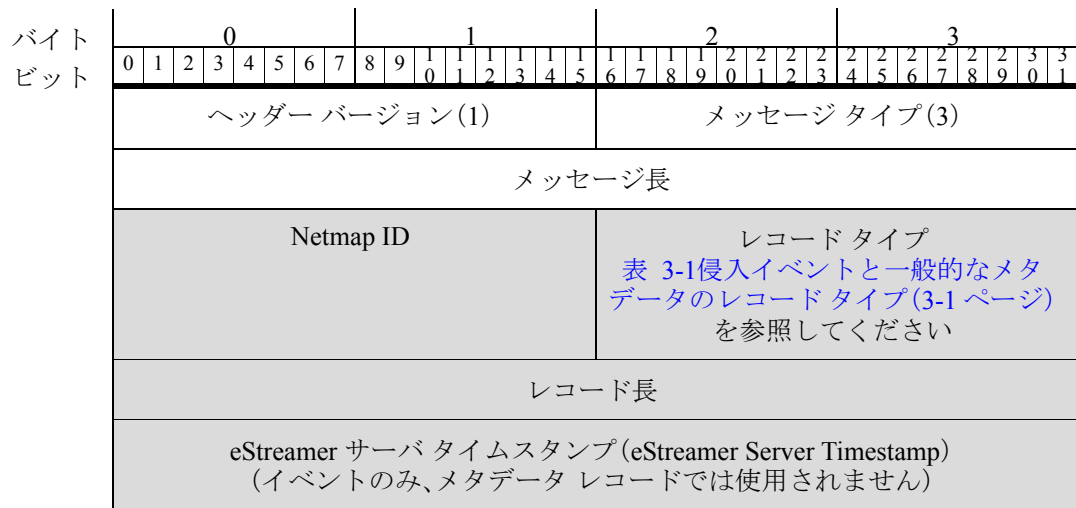 バイト 0 1 2 3
ビット 0 1 2 3 4 5 6 7 8 9 10 11 12 13 14 15 16 17 18 19 20 21 22 23 24 25 26 27 28 29 30 31
ヘッダー バージョン(1) メッセージ タイプ(3)
メッセージ長
Netmap ID レコード タイプ
表 3-1侵入イベントと一般的なメタ
データのレコード タイプ(3-1 ページ)
を参照してください
レコード長
eStreamer サーバ タイムスタンプ(eStreamer Server Timestamp)
(イベントのみ、メタデータ レコードでは使用されません)